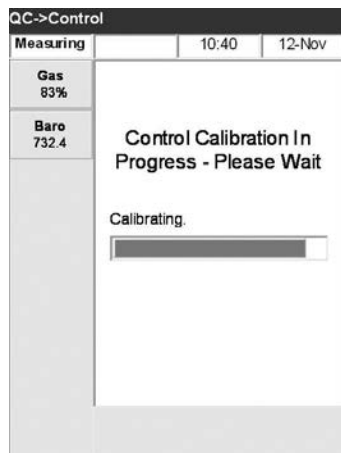 QC->Control
Measuring 10:40 12-Nov
Gas
83%
Baro
732.4
Control Calibration In
Progress - Please Wait
Calibrating.